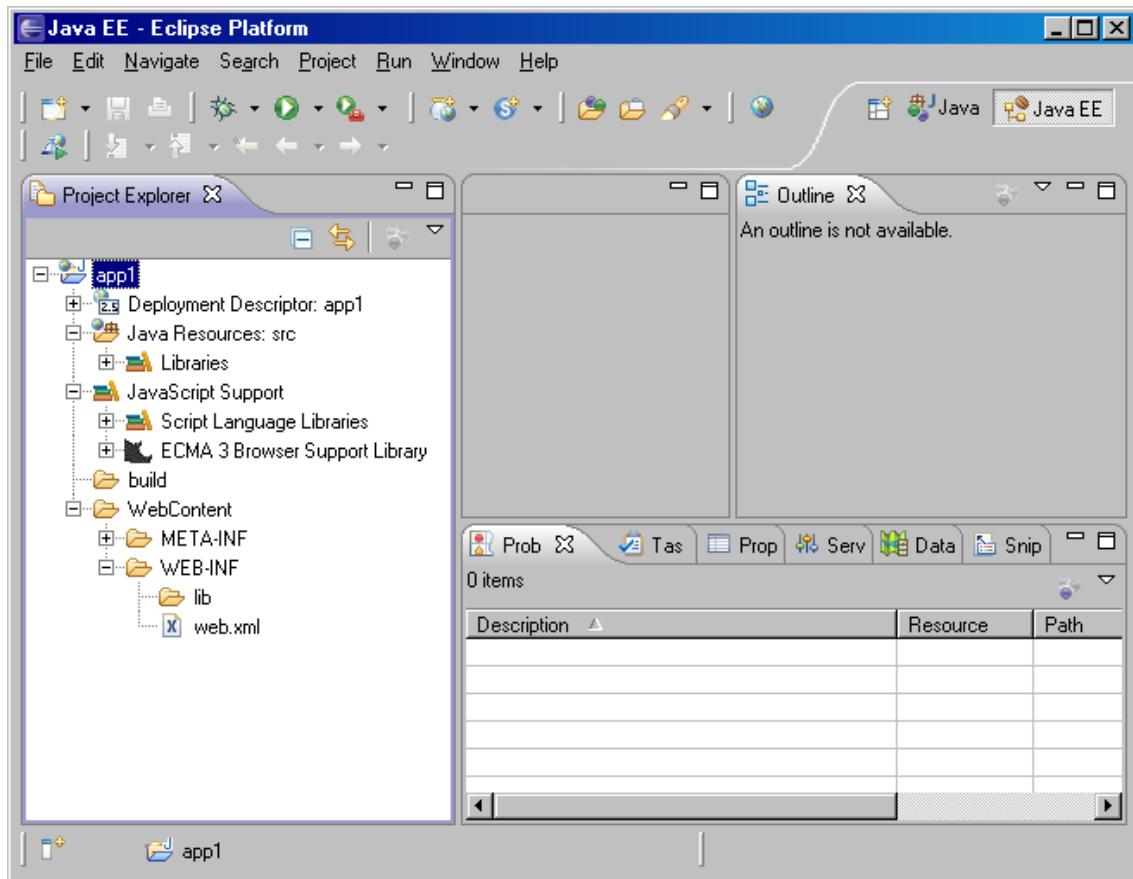 Java EE - Eclipse Platform
File Edit Navigate Search Project Run Window Help
Java Java EE
Project Explorer
Outline
An outline is not available.
app1
2.5 Deployment Descriptor: app1
Java Resources: src
Libraries
JavaScript Support
Script Language Libraries
ECMA 3 Browser Support Library
build
WebContent
META-INF
WEB-INF
lib
X web.xml
Prob Tas Prop Serv Data Snip
0 items
Description Resource Path
app1